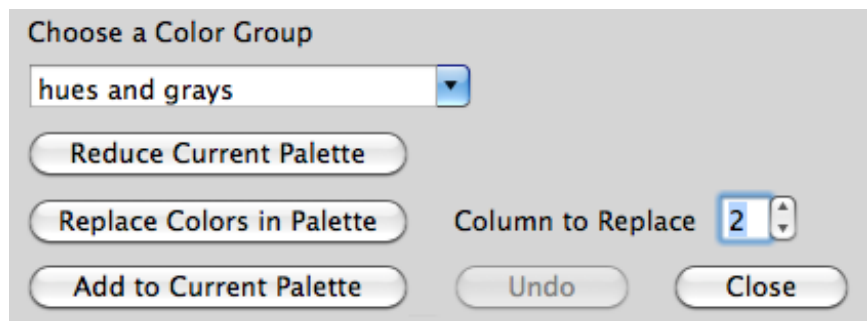 Choose a Color Group
hues and grays
Reduce Current Palette
Replace Colors in Palette Column to Replace 2
Add to Current Palette Undo Close